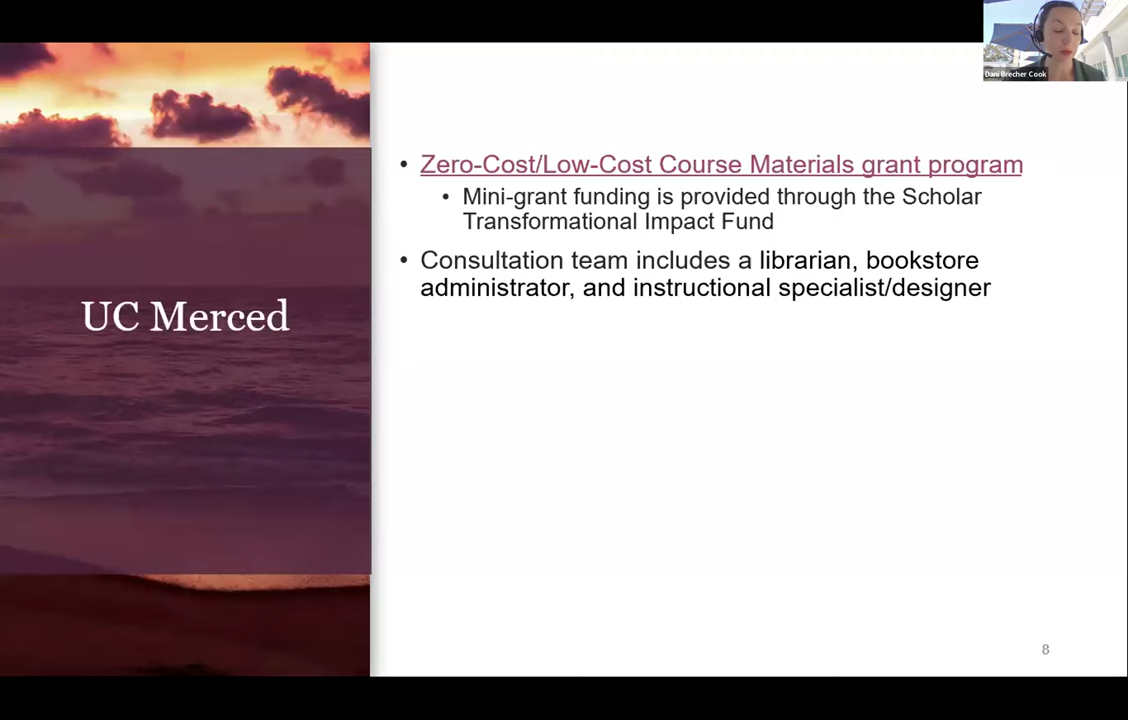 Dani Brecher Cook
UC Merced
• Zero-Cost/Low-Cost Course Materials grant program
• Mini-grant funding is provided through the Scholar
Transformational Impact Fund
• Consultation team includes a librarian, bookstore
administrator, and instructional specialist/designer
8